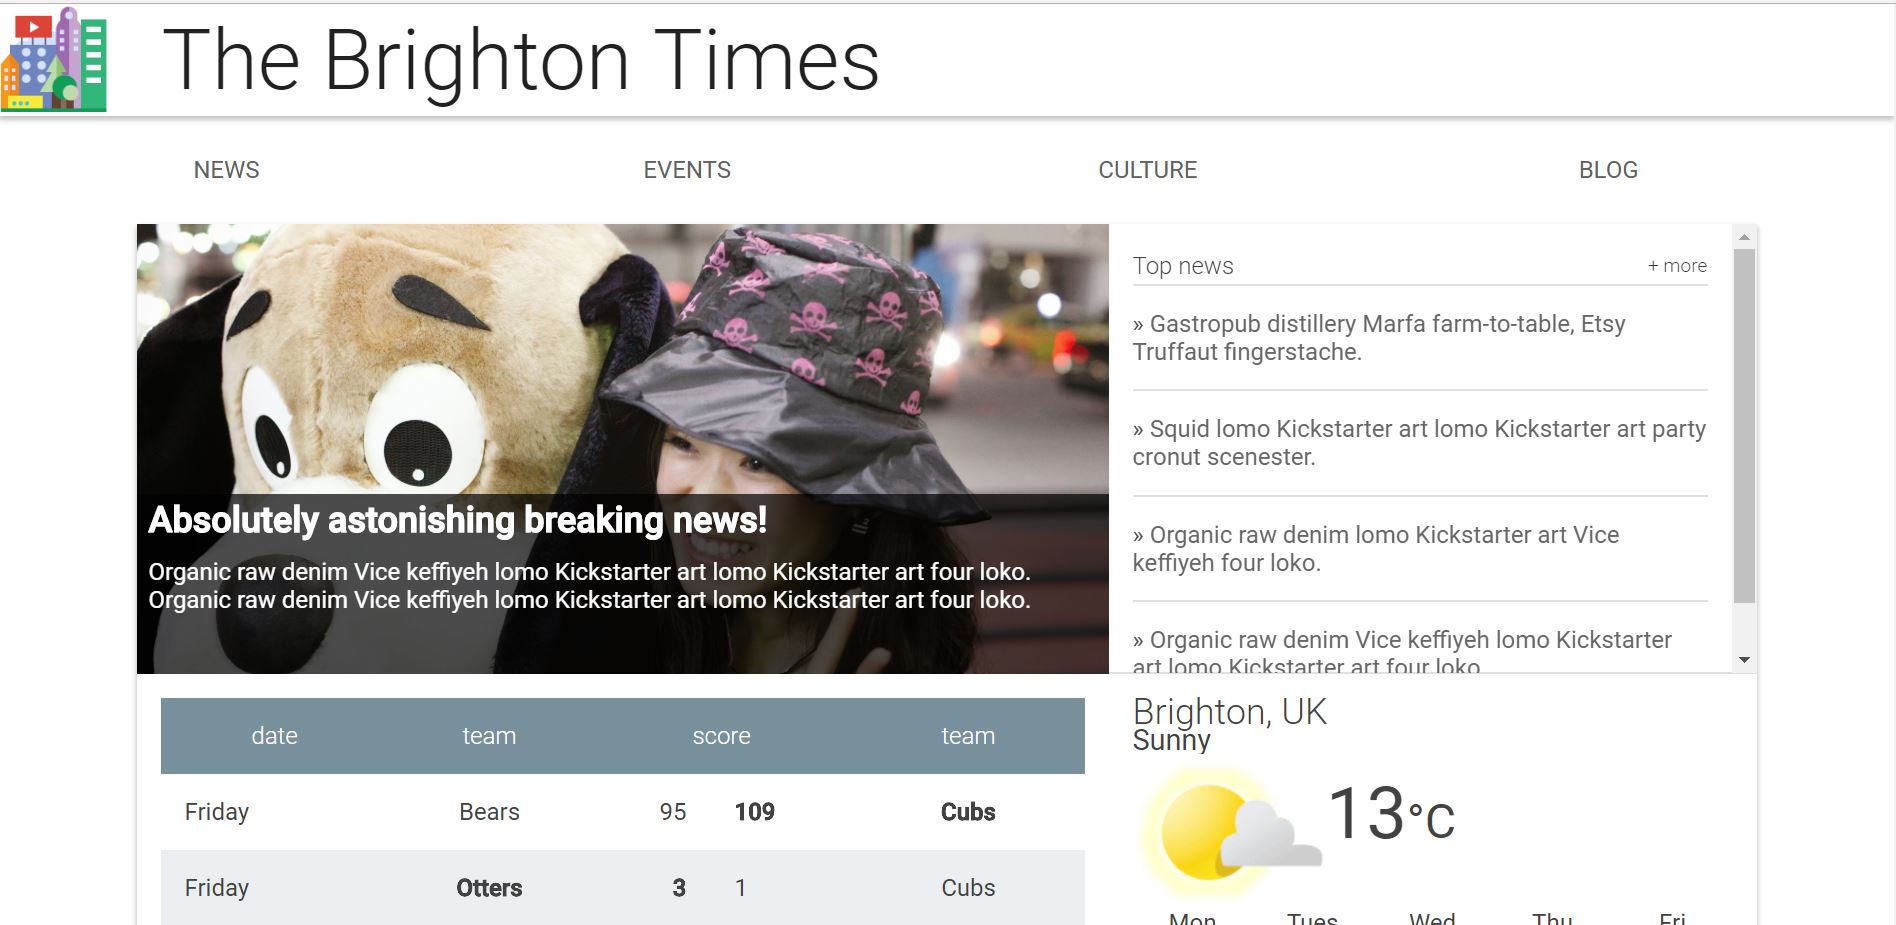 The Brighton Times
NEWS EVENTS CULTURE BLOG
Absolutely astonishing breaking news!
Organic raw denim Vice keffiyeh lomo Kickstarter art lomo Kickstarter art four loko.
Organic raw denim Vice keffiyeh lomo Kickstarter art lomo Kickstarter art four loko.
Top news + more
» Gastropub distillery Marfa farm-to-table, Etsy
Truffaut fingerstache.
» Squid lomo Kickstarter art lomo Kickstarter art party
cronut scenester.
» Organic raw denim lomo Kickstarter art Vice
keffiyeh four loko.
» Organic raw denim Vice keffiyeh lomo Kickstarter
art lomo Kickstarter art four loko
date team score team
Friday Bears 95 109 Cubs
Friday Otters 3 1 Cubs
Brighton, UK
Sunny
13°C
Mon Tues Wed Thu Fri